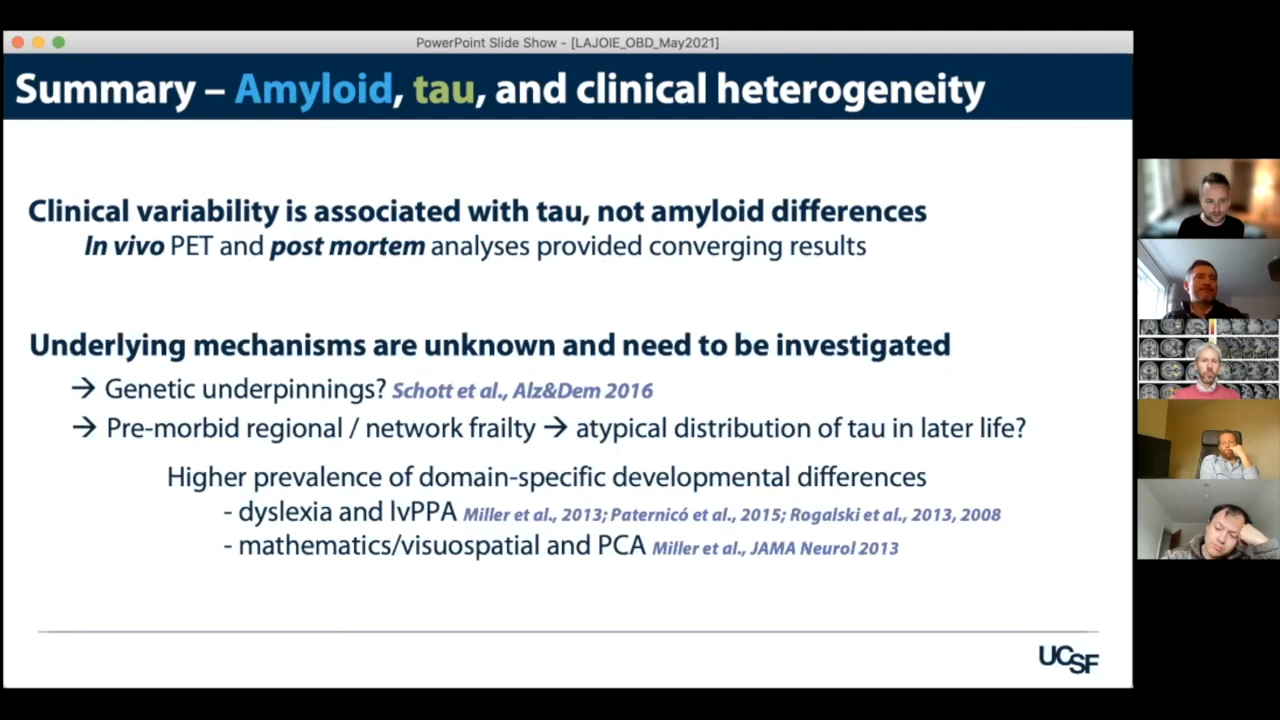 PowerPoint Slide Show - [LAJOIE_OBD_May2021]
Summary – Amyloid, tau, and clinical heterogeneity
Clinical variability is associated with tau, not amyloid differences
In vivo PET and post mortem analyses provided converging results
Underlying mechanisms are unknown and need to be investigated
→ Genetic underpinnings? Schott et al., Alz&Dem 2016
→ Pre-morbid regional / network frailty → atypical distribution of tau in later life?
Higher prevalence of domain-specific developmental differences
- dyslexia and lvPPA Miller et al., 2013; Paternicó et al., 2015; Rogalski et al., 2013, 2008
- mathematics/visuospatial and PCA Miller et al., JAMA Neurol 2013
UCSF